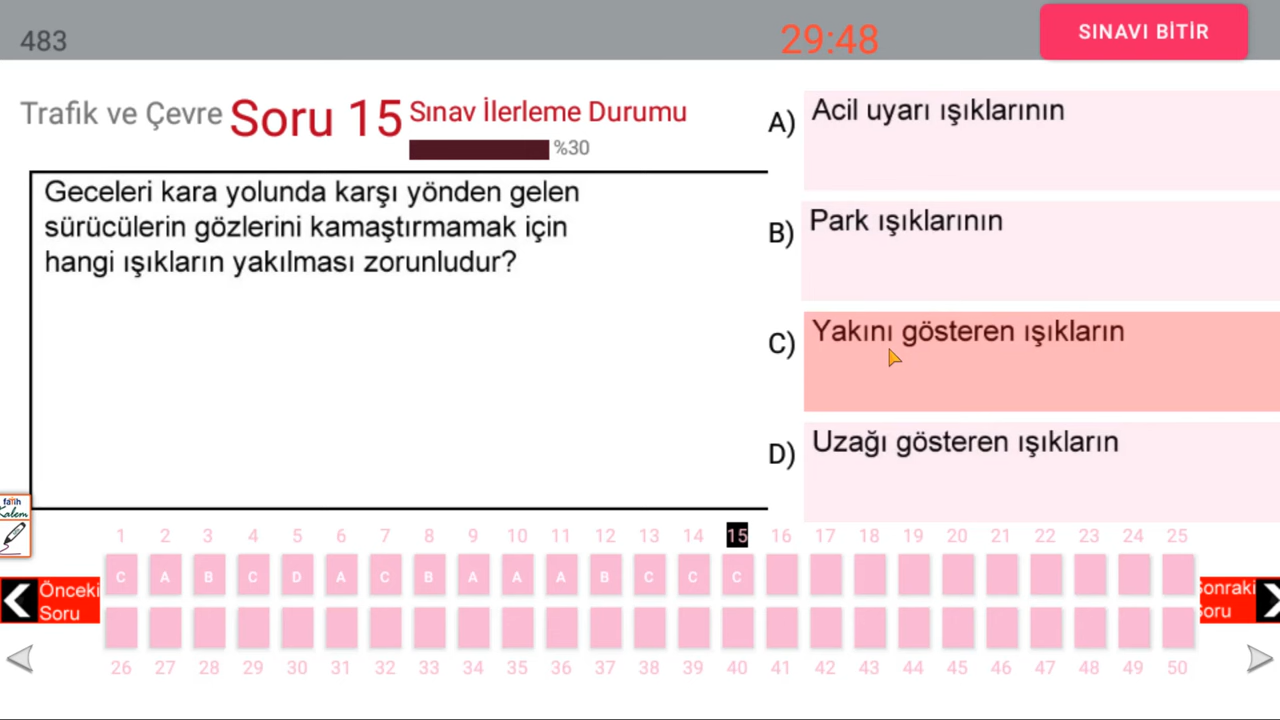 483
29:48
SINAVI BİTİR
Trafik ve Çevre
Soru 15
Sınav İlerleme Durumu
%30
Geceleri kara yolunda karşı yönden gelen
sürücülerin gözlerini kamaştırmamak için
hangi ışıkların yakılması zorunludur?
A) Acil uyarı ışıklarının
B) Park ışıklarının
C) Yakını gösteren ışıkların
D) Uzağı gösteren ışıkların
fatih
Kalem
1 2 3 4 5 6 7 8 9 10 11 12 13 14 15 16 17 18 19 20 21 22 23 24 25
C A B C D A C B A A A B C C C
Önceki
Soru
Sonraki
Soru
26 27 28 29 30 31 32 33 34 35 36 37 38 39 40 41 42 43 44 45 46 47 48 49 50